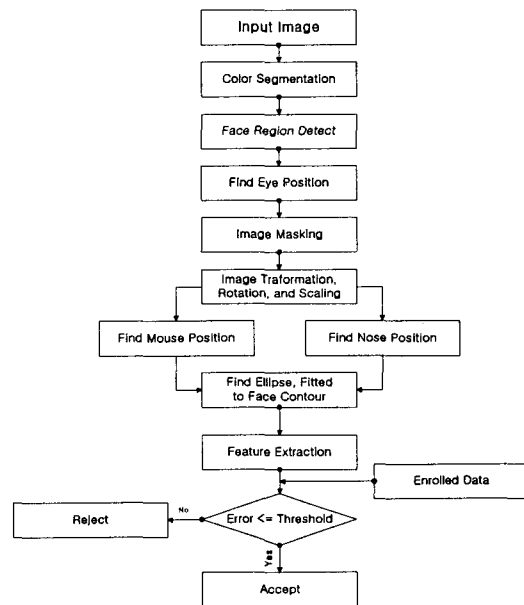 Input Image
Color Segmentation
Face Region Detect
Find Eye Position
Image Masking
Image Traformation,
Rotation, and Scaling
Find Mouse Position
Find Nose Position
Find Ellipse, Fitted
to Face Contour
Feature Extraction
Enrolled Data
Error <= Threshold
No
Reject
Yes
Accept